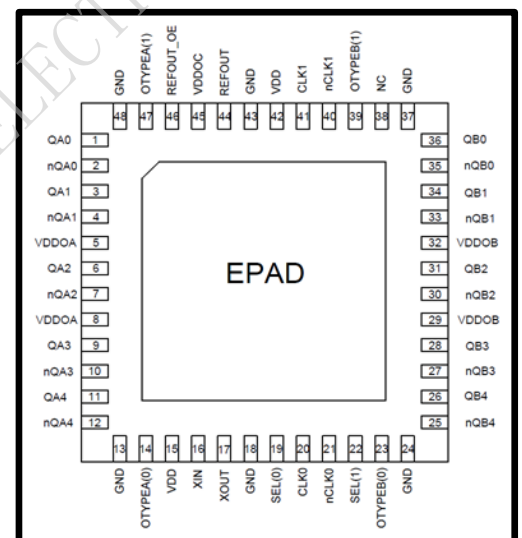 ELECT
GND OTYPEA(1) REFOUT_OE VDDOC REFOUT GND VDD CLK1 nCLK1 OTYPEB(1) NC GND
48 47 46 45 44 43 42 41 40 39 38 37
QA0 1 36 QB0
nQA0 2 35 nQB0
QA1 3 34 QB1
nQA1 4 33 nQB1
VDDOA 5 32 VDDOB
QA2 6 31 QB2
EPAD
nQA2 7 30 nQB2
VDDOA 8 29 VDDOB
QA3 9 28 QB3
nQA3 10 27 nQB3
QA4 11 26 QB4
nQA4 12 25 nQB4
13 14 15 16 17 18 19 20 21 22 23 24
GND OTYPEA(0) VDD XIN XOUT GND SEL(0) CLK0 nCLK0 SEL(1) OTYPEB(0) GND